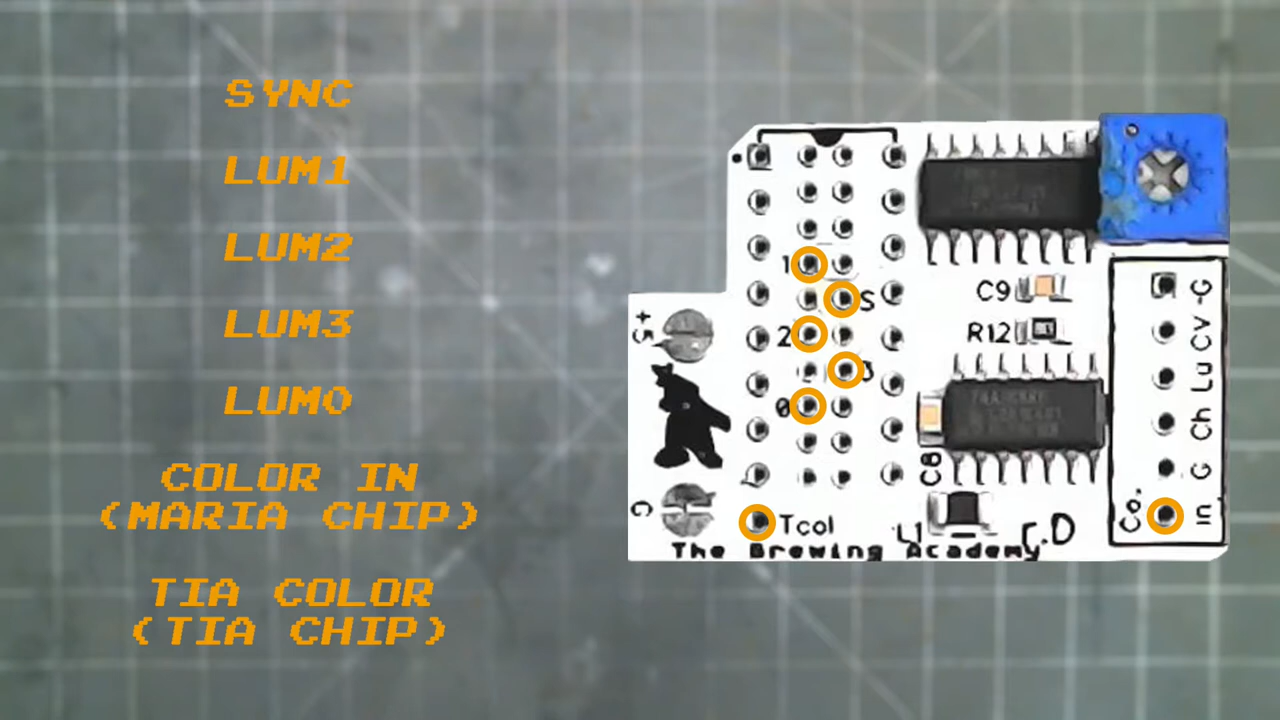 SYNC
LUM1
LUM2
LUM3
LUM0
COLOR IN
(MARIA CHIP)
TIA COLOR
(TIA CHIP)
1
S
2
0
5+
G
C9
R12
C8
L1
Tcol
The Brewing Academy
-G
CV
Lu
Ch
G
Co.
in